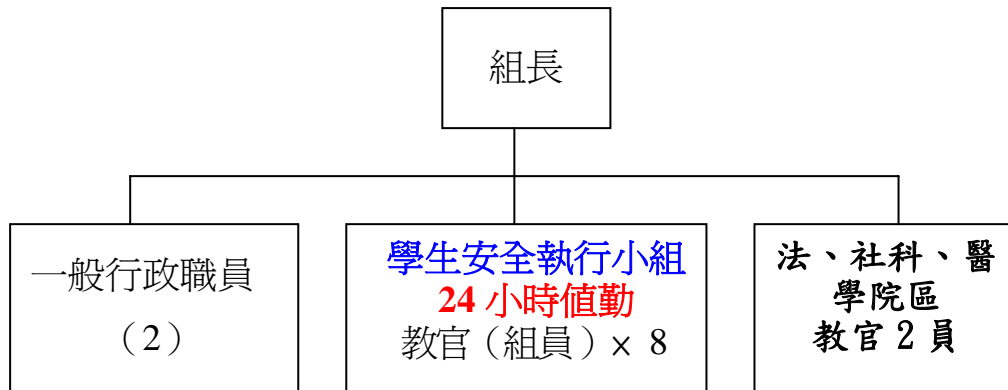 組長
一般行政職員
（2）
學生安全執行小組
24 小時值勤
教官（組員）× 8
法、社科、醫
學院區
教官 2 員